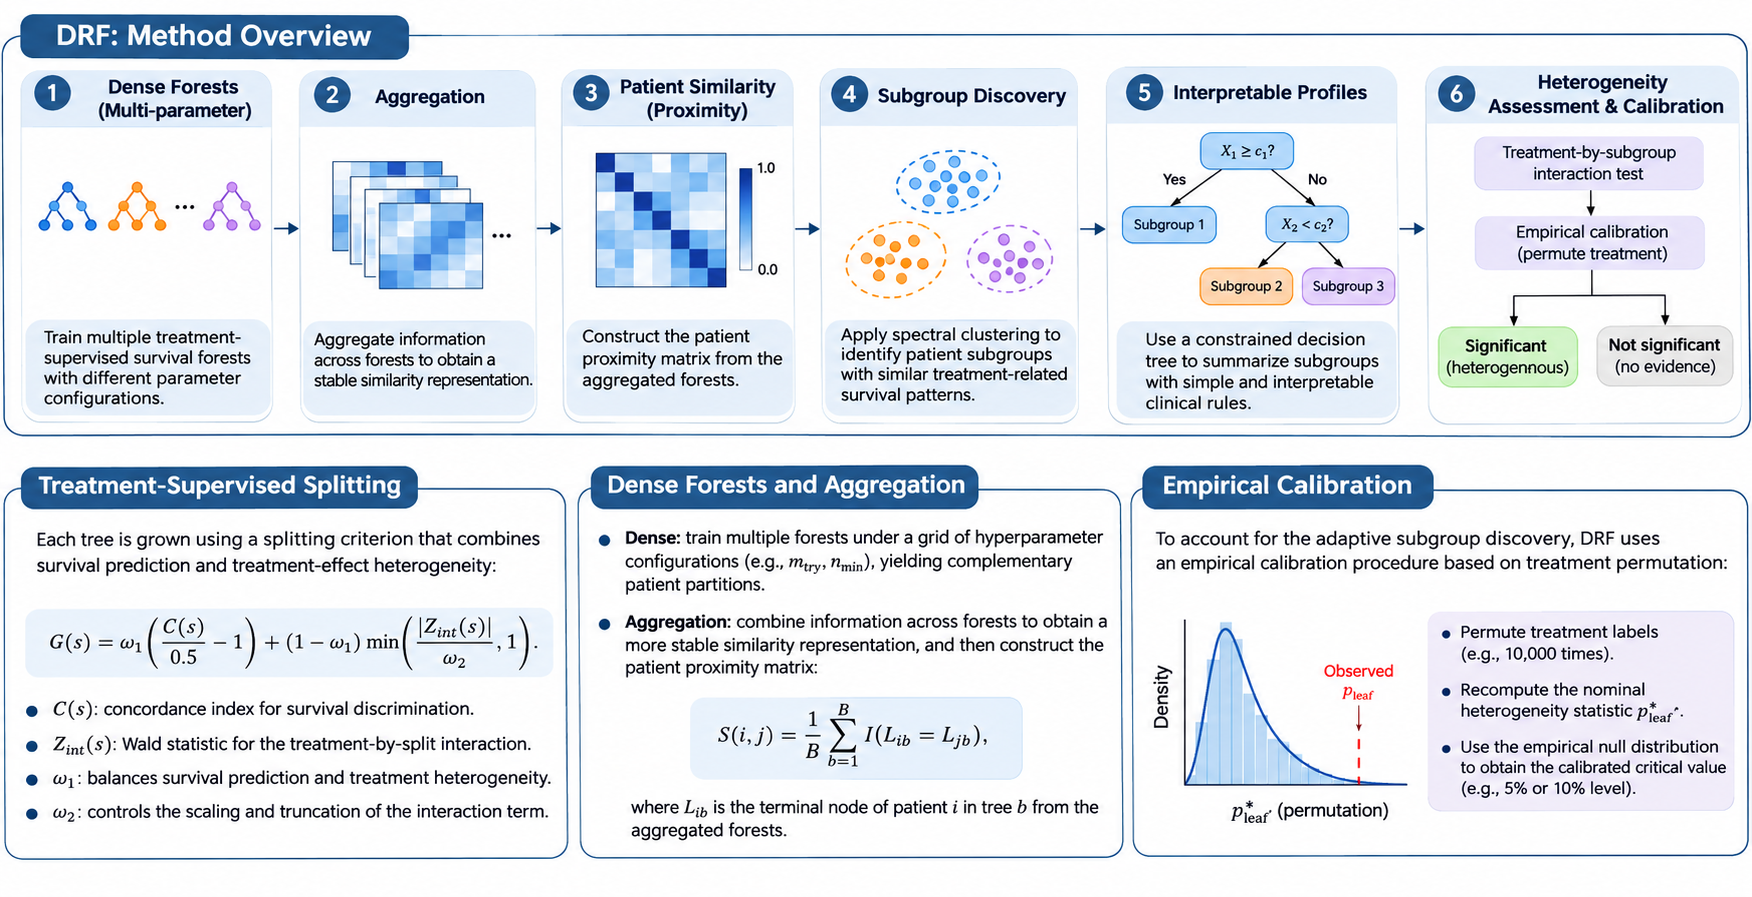 DRF: Method Overview
1
Dense Forests
(Multi-parameter)
...
Train multiple treatment-
supervised survival forests
with different parameter
configurations.
2
Aggregation
...
Aggregate information
across forests to obtain a
stable similarity representation.
3
Patient Similarity
(Proximity)
1.0
0.0
Construct the patient
proximity matrix from the
aggregated forests.
4
Subgroup Discovery
Apply spectral clustering to
identify patient subgroups
with similar treatment-related
survival patterns.
5
Interpretable Profiles
X₁ ≥ c₁?
Yes
No
Subgroup 1
X₂ < c₂?
Subgroup 2
Subgroup 3
Use a constrained decision
tree to summarize subgroups
with simple and interpretable
clinical rules.
6
Heterogeneity
Assessment & Calibration
Treatment-by-subgroup
interaction test
Empirical calibration
(permute treatment)
Significant
(heterogennous)
Not significant
(no evidence)
Treatment-Supervised Splitting
Each tree is grown using a splitting criterion that combines
survival prediction and treatment-effect heterogeneity:
G(s) = ω₁ ( C(s) / 0.5 − 1 ) + (1 − ω₁) min ( |Z_int(s)| / ω₂ , 1 ).
• C(s): concordance index for survival discrimination.
• Z_int(s): Wald statistic for the treatment-by-split interaction.
• ω₁: balances survival prediction and treatment heterogeneity.
• ω₂: controls the scaling and truncation of the interaction term.
Dense Forests and Aggregation
• Dense: train multiple forests under a grid of hyperparameter
configurations (e.g., m_try, n_min), yielding complementary
patient partitions.
• Aggregation: combine information across forests to obtain a
more stable similarity representation, and then construct the
patient proximity matrix:
S(i, j) = 1/B ∑_{b=1}^{B} I(L_ib = L_jb),
where L_ib is the terminal node of patient i in tree b from the
aggregated forests.
Empirical Calibration
To account for the adaptive subgroup discovery, DRF uses
an empirical calibration procedure based on treatment permutation:
Density
Observed
p_leaf
p*_leaf′ (permutation)
• Permute treatment labels
(e.g., 10,000 times).
• Recompute the nominal
heterogeneity statistic p*_leaf′.
• Use the empirical null distribution
to obtain the calibrated critical value
(e.g., 5% or 10% level).